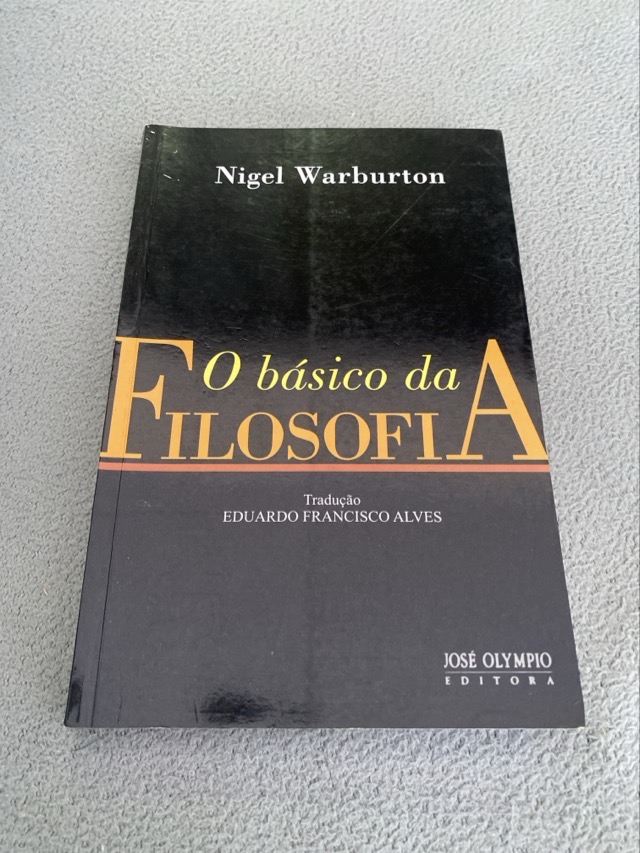 Nigel Warburton
O básico da
FILOSOFIA
Tradução
EDUARDO FRANCISCO ALVES
JOSÉ OLYMPIO
EDITORA